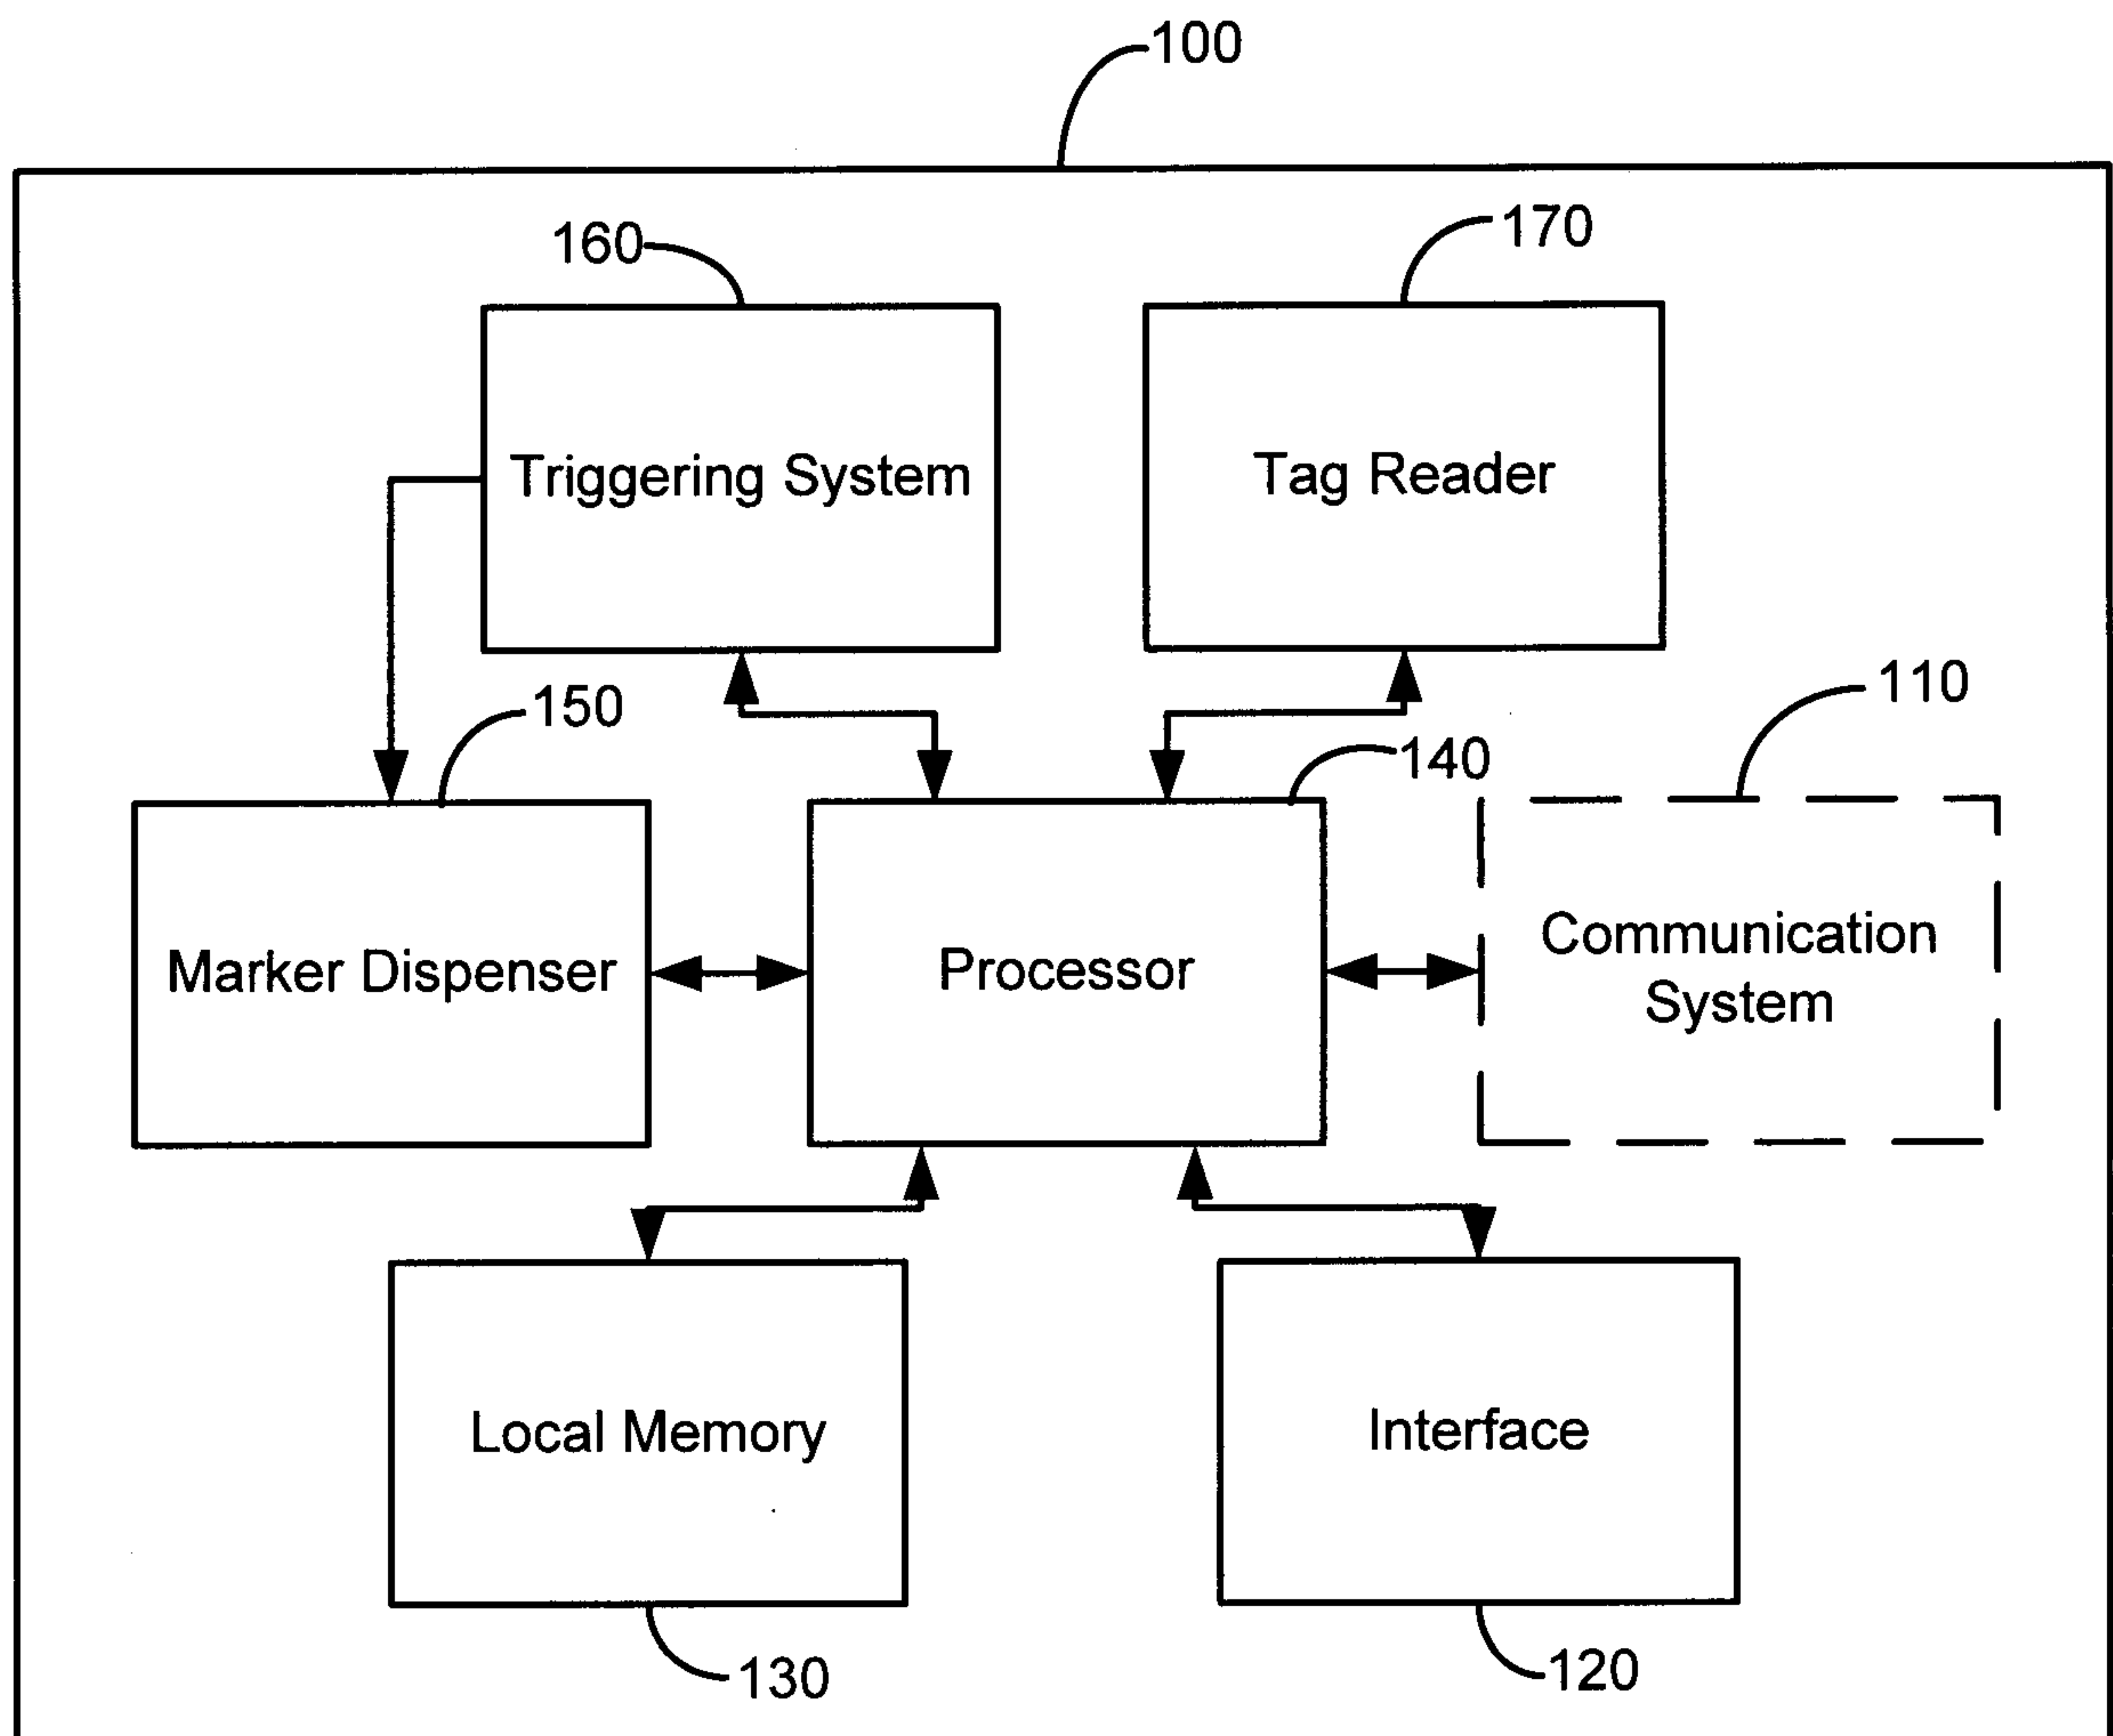 100
160
170
Triggering System
Tag Reader
150
110
140
Marker Dispenser
Processor
Communication
System
Local Memory
Interface
130
120